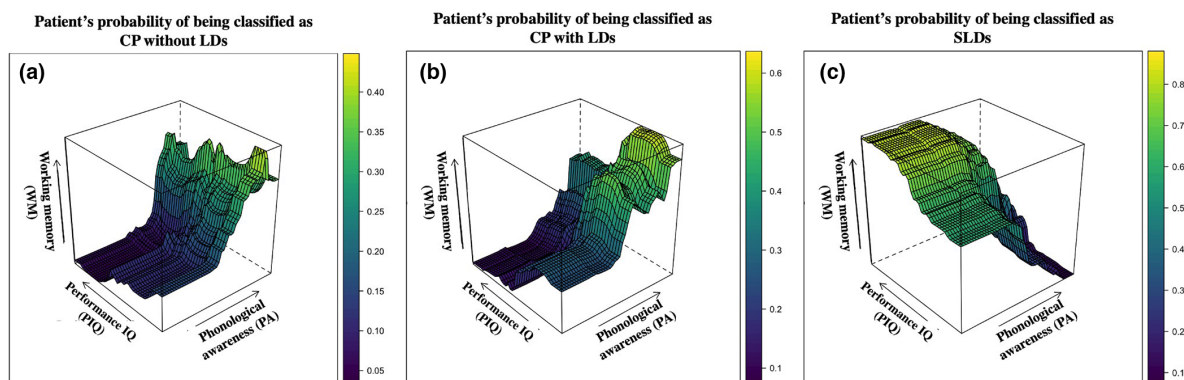 Patient's probability of being classified as
CP without LDs
(a)
Working memory
(WM)
Performance IQ
(PIQ)
Phonological
awareness (PA)
0.40
0.35
0.30
0.25
0.20
0.15
0.10
0.05
Patient's probability of being classified as
CP with LDs
(b)
Working memory
(WM)
Performance IQ
(PIQ)
Phonological
awareness (PA)
0.6
0.5
0.4
0.3
0.2
0.1
Patient's probability of being classified as
SLDs
(c)
Working memory
(WM)
Performance IQ
(PIQ)
Phonological
awareness (PA)
0.8
0.7
0.6
0.5
0.4
0.3
0.2
0.1